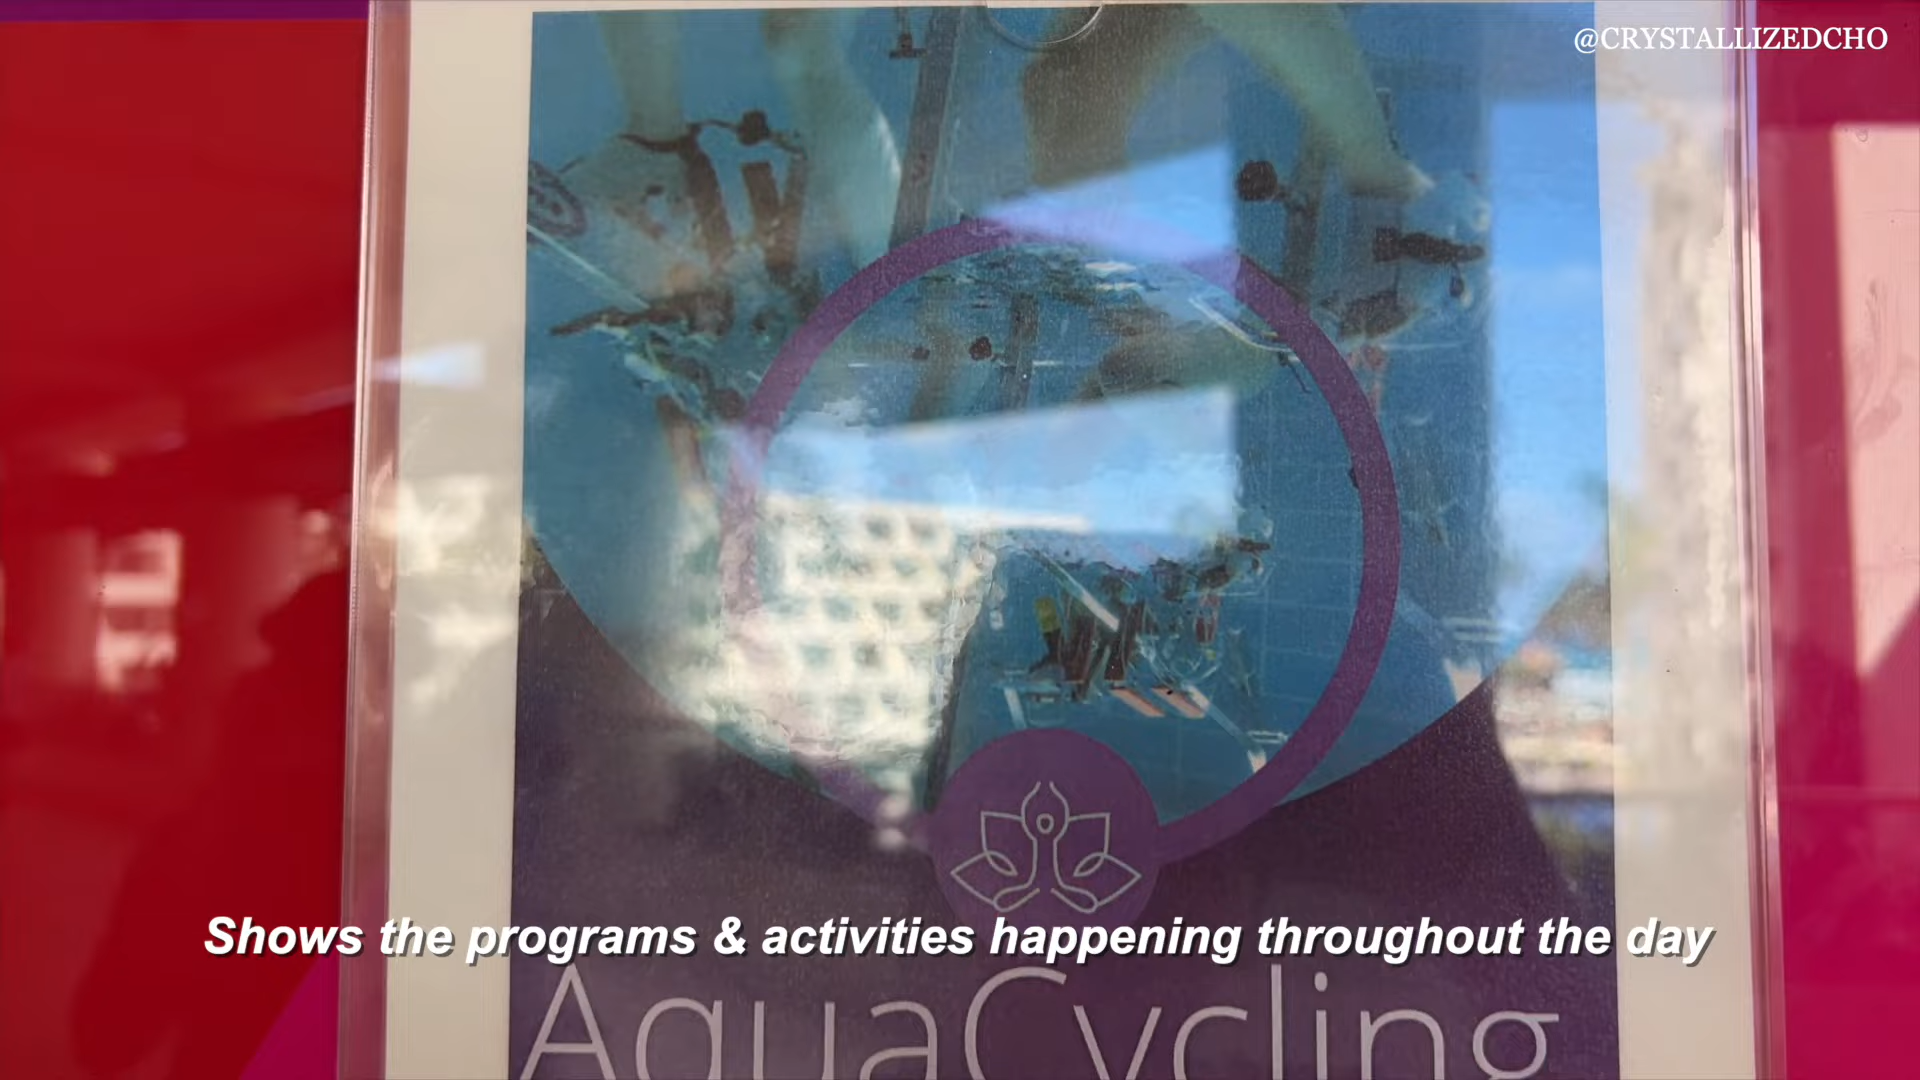 @CRYSTALLIZEDCHO
Shows the programs & activities happening throughout the day
AquaCycling